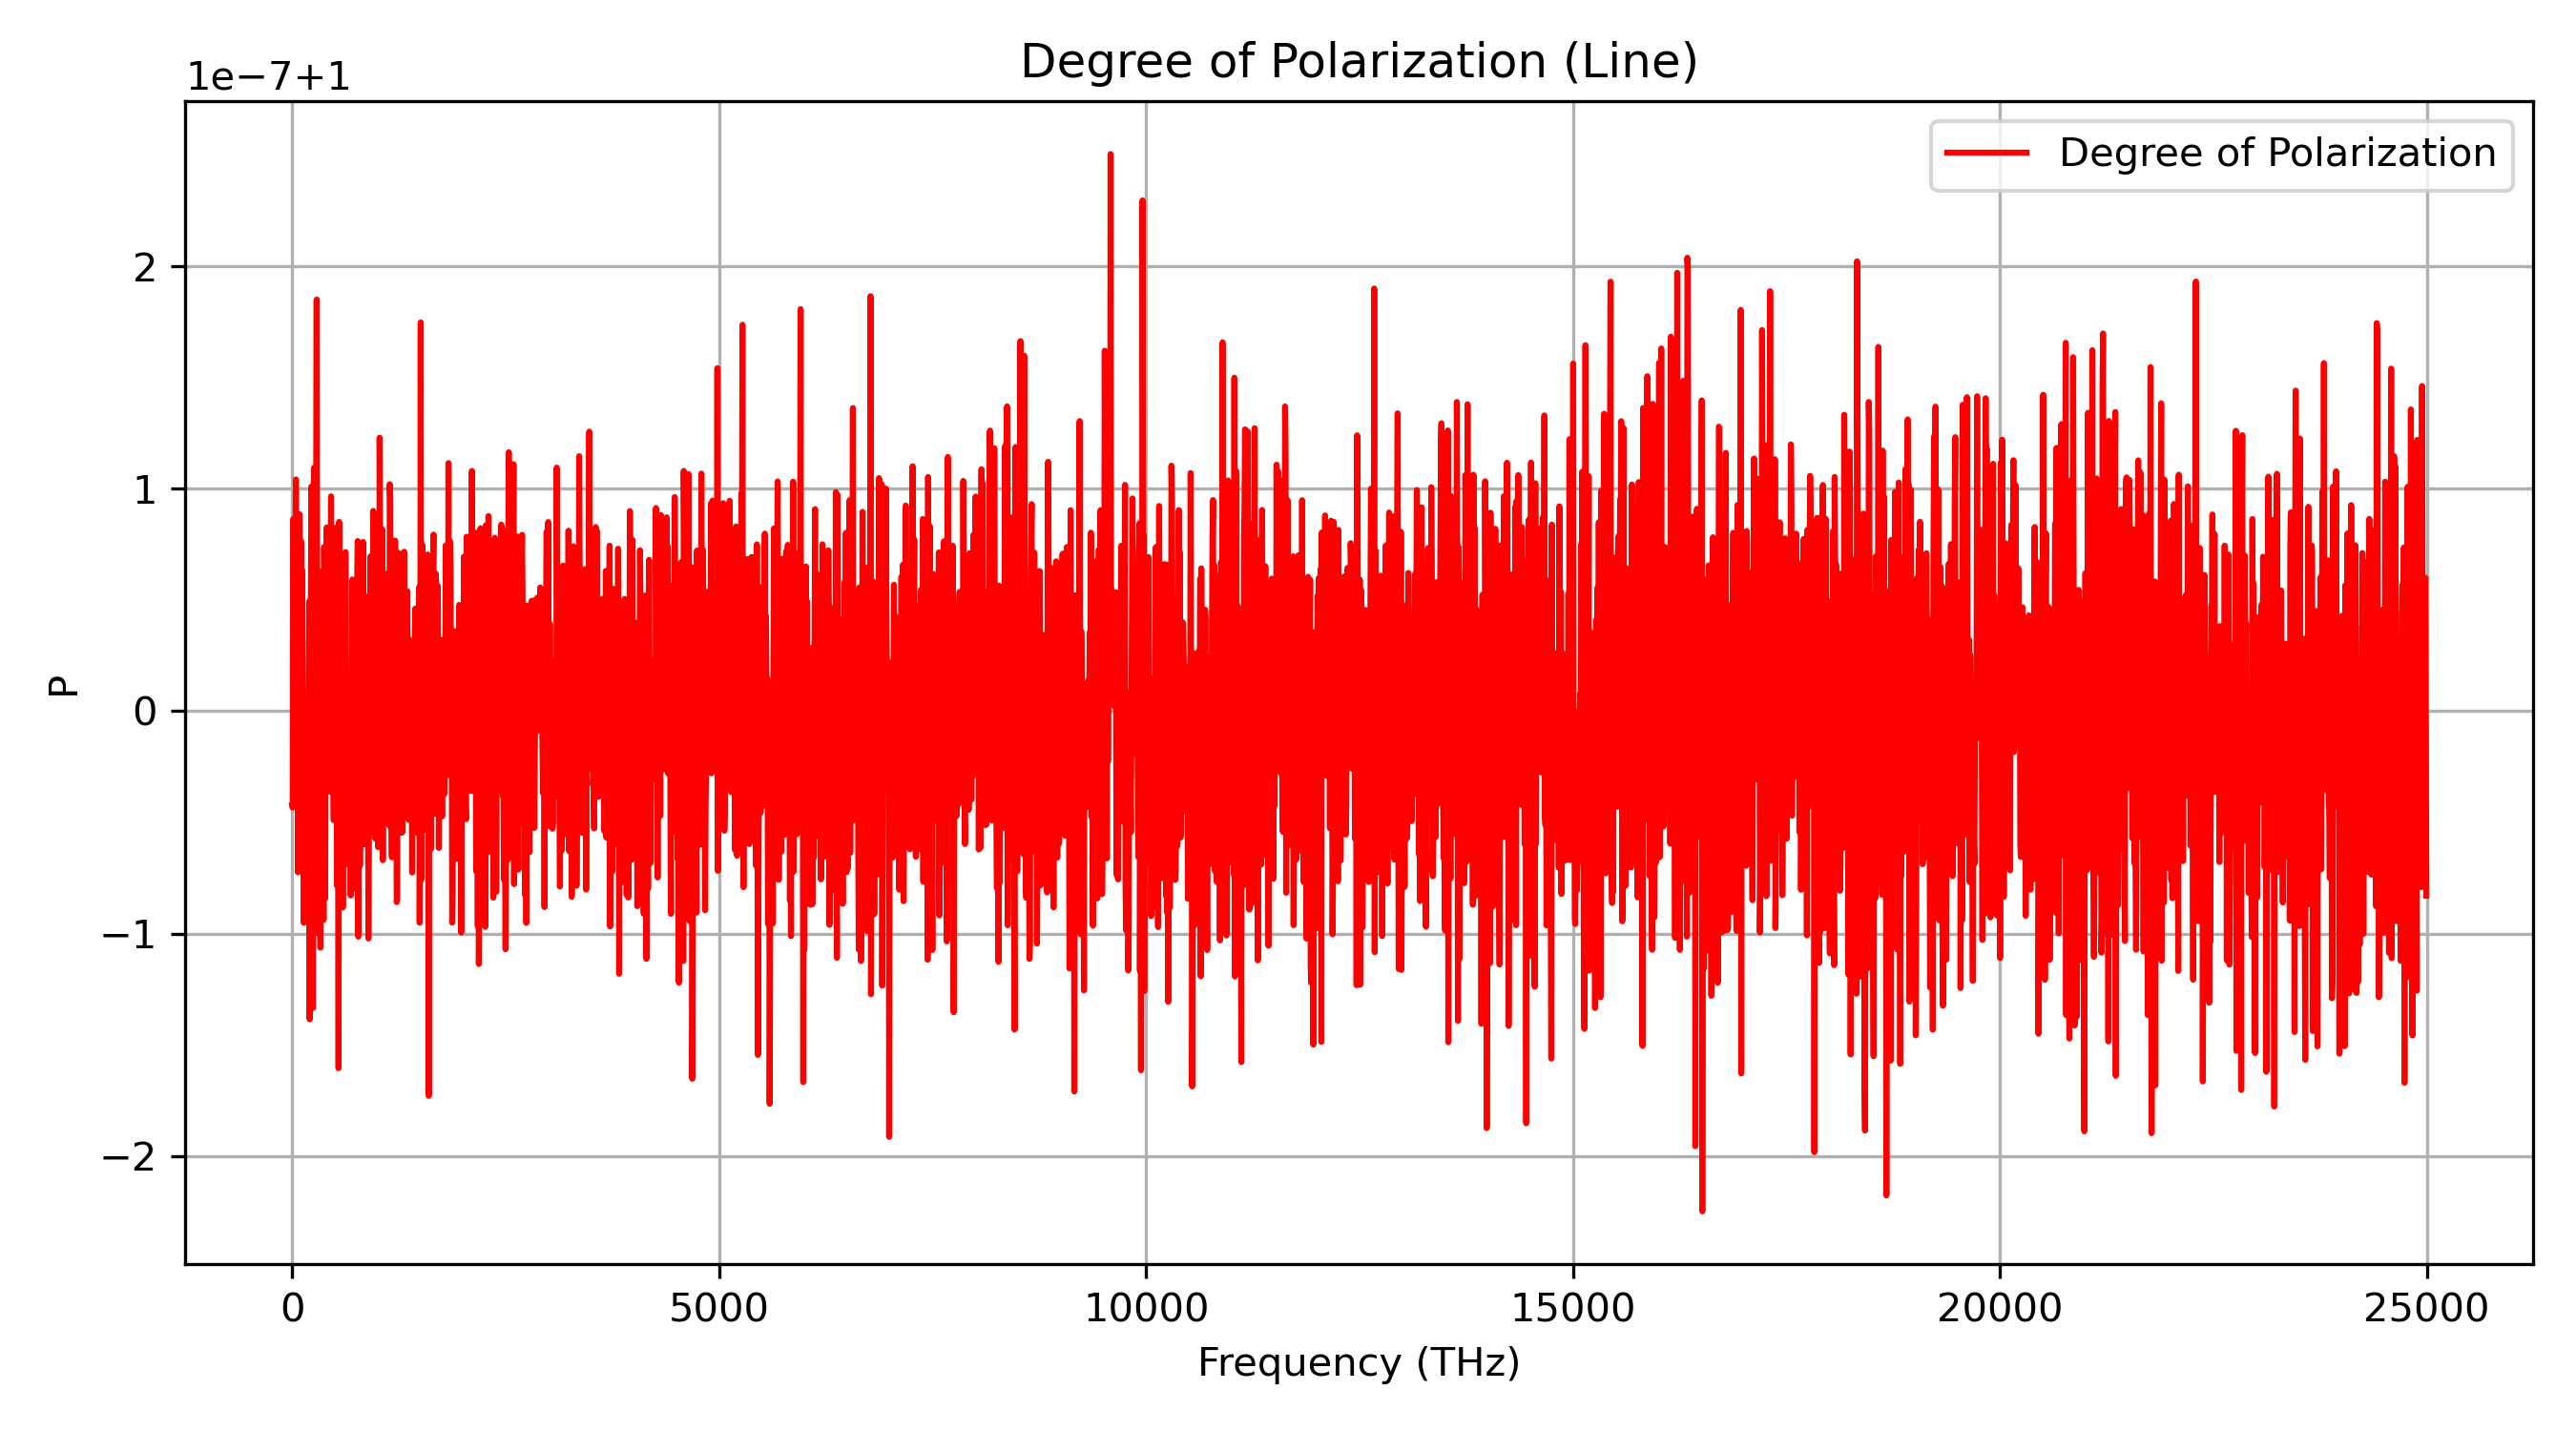 Degree of Polarization (Line)
1e−7+1
Degree of Polarization
2
1
0
−1
−2
P
0 5000 10000 15000 20000 25000
Frequency (THz)